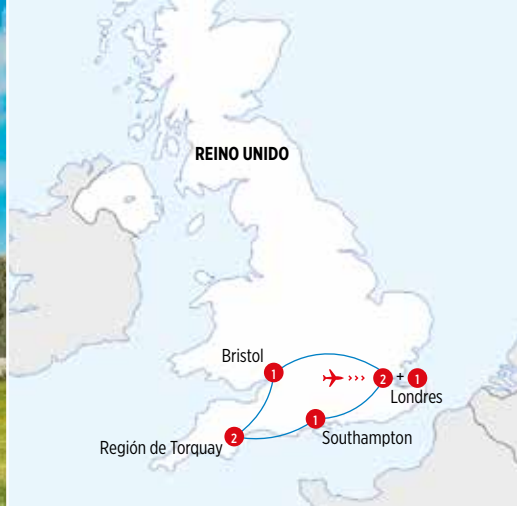 REINO UNIDO
Bristol
1
2 + 1
Londres
1
Southampton
Región de Torquay
2